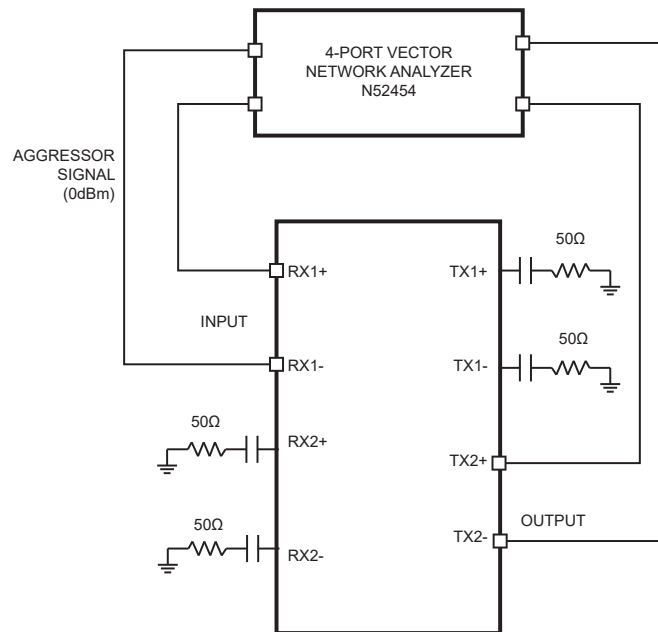 4-PORT VECTOR
NETWORK ANALYZER
N52454
AGGRESSOR
SIGNAL
(0dBm)
50Ω
RX1+
TX1+
INPUT
50Ω
RX1-
TX1-
50Ω
RX2+
TX2+
50Ω
OUTPUT
TX2-
RX2-